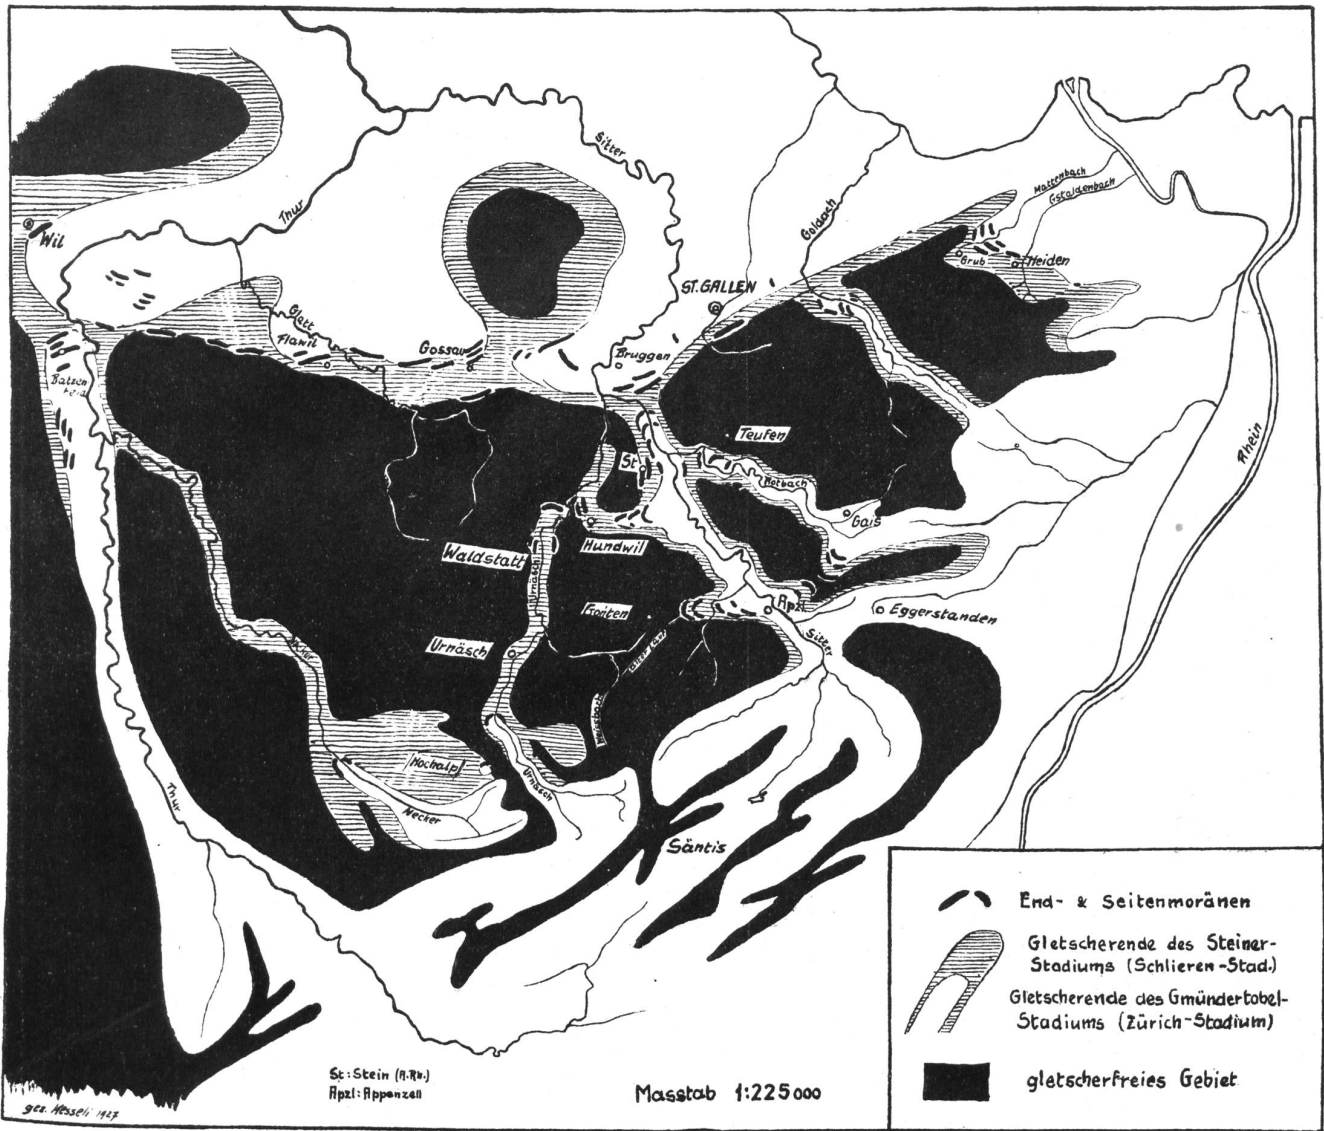 Sitter
Mattenbach
Gstaldenbach
Thur
Goldach
Wil
Grub
Heiden
ST. GALLEN
Glatt
Flawil
Gossau
Bruggen
Batzen
heid
Teufen
Rhein
St
Rotbach
Gais
Hundwil
Waldstatt
Urnäsch
Gonten
Apzl
Eggerstanden
Sitter
Urnäsch
Hochalp
Urnäsch
Thur
Necker
Säntis
End- & Seitenmoränen
Gletscherende des Steiner-
Stadiums (Schlieren-Stad.)
Gletscherende des Gmündertobel-
Stadiums (Zürich-Stadium)
gletscherfreies Gebiet
St: Stein (A.Rh.)
Apzl: Appenzell
Masstab 1:225000
gez. Hesseli 1927